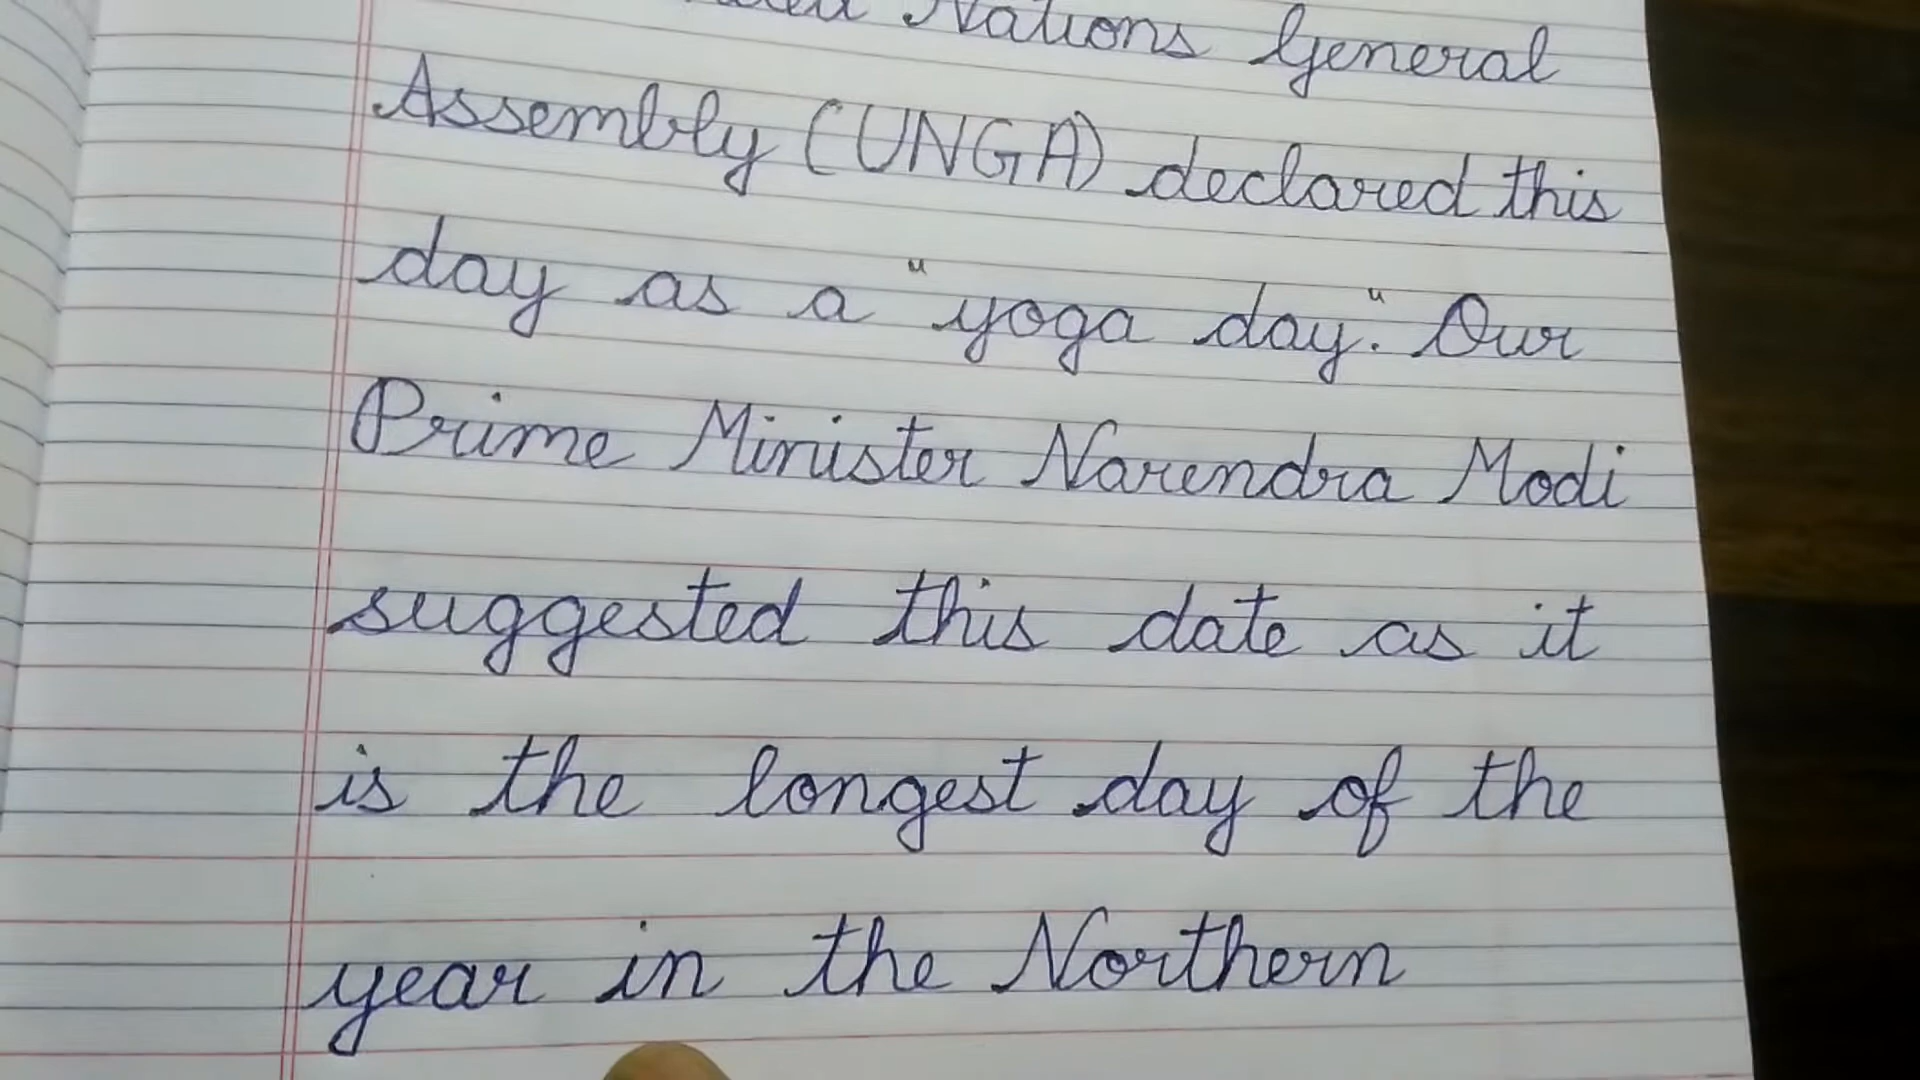 Nations General
Assembly (UNGA) declared this
day as a "yoga day." Our
Prime Minister Narendra Modi
suggested this date as it
is the longest day of the
year in the Northern